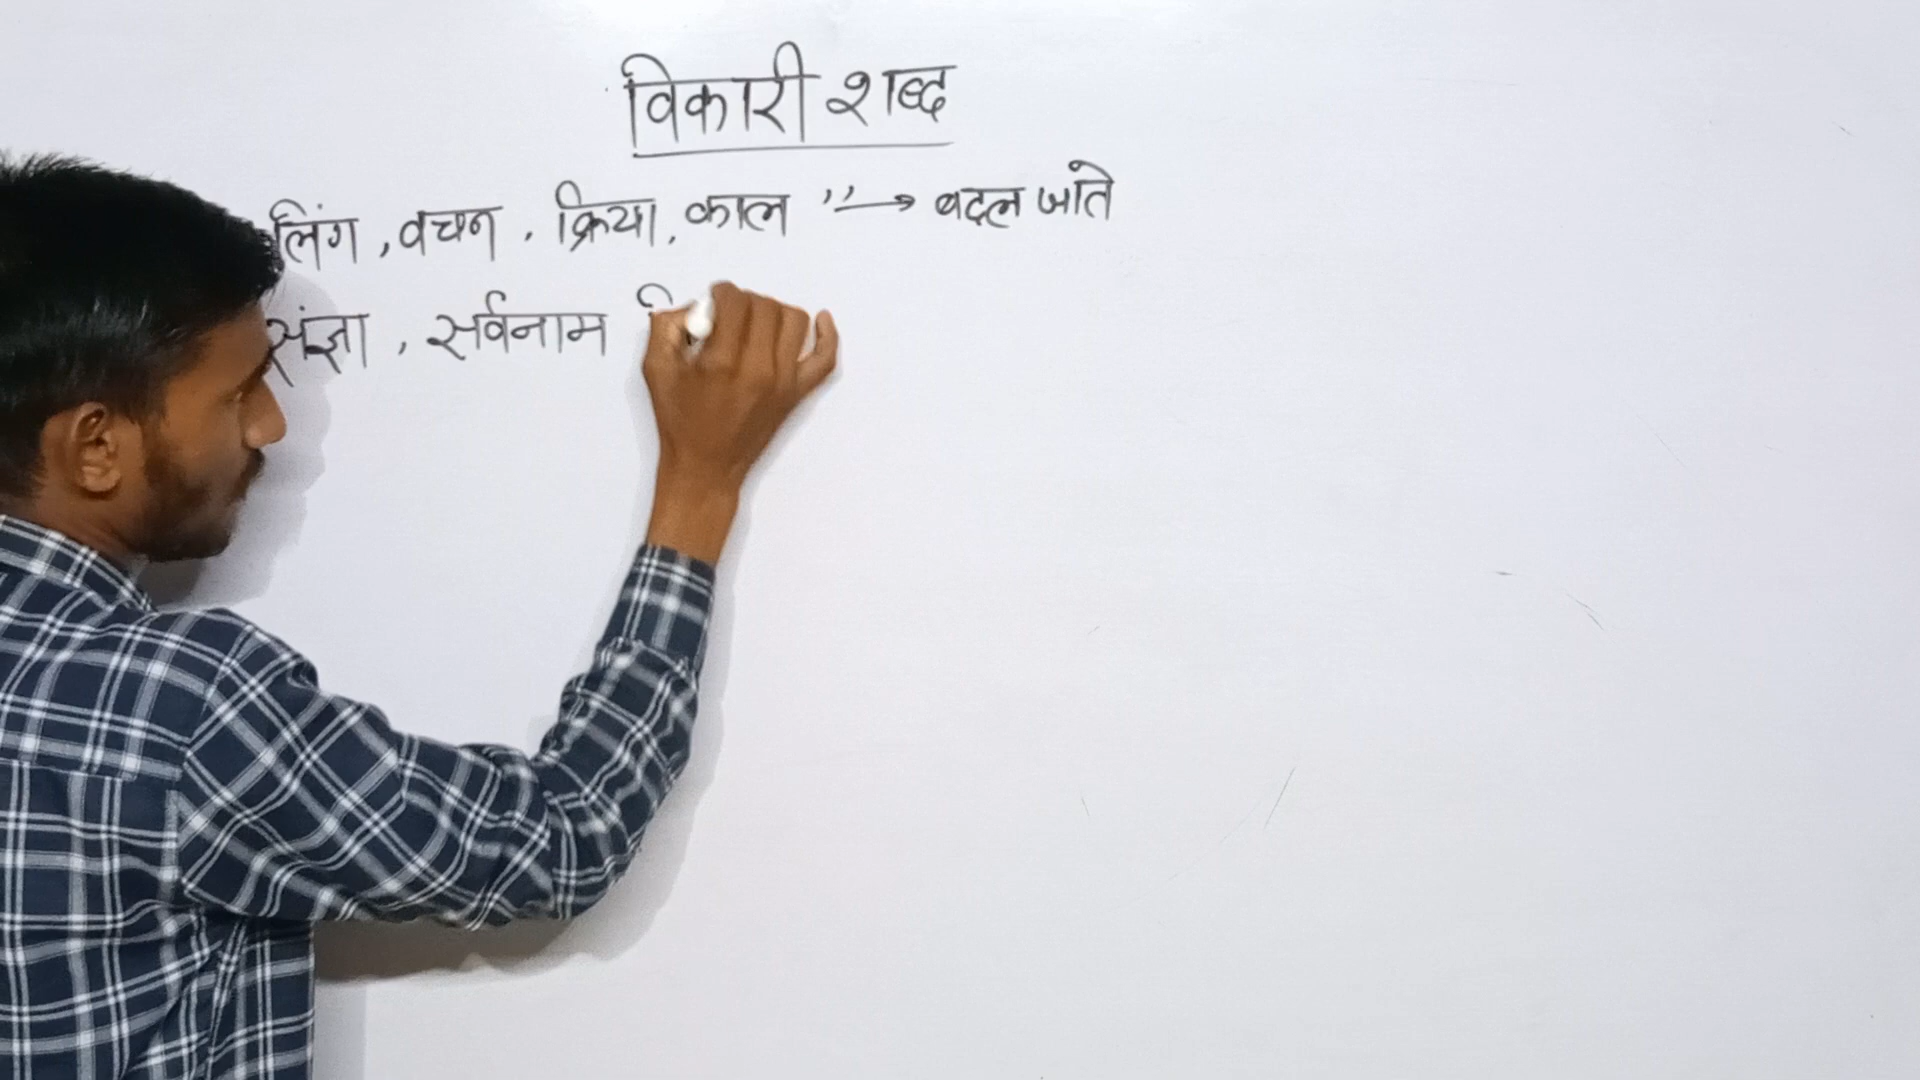 विकारी शब्द
लिंग , वचन , क्रिया , काल '' → बदल जाते
संज्ञा , सर्वनाम